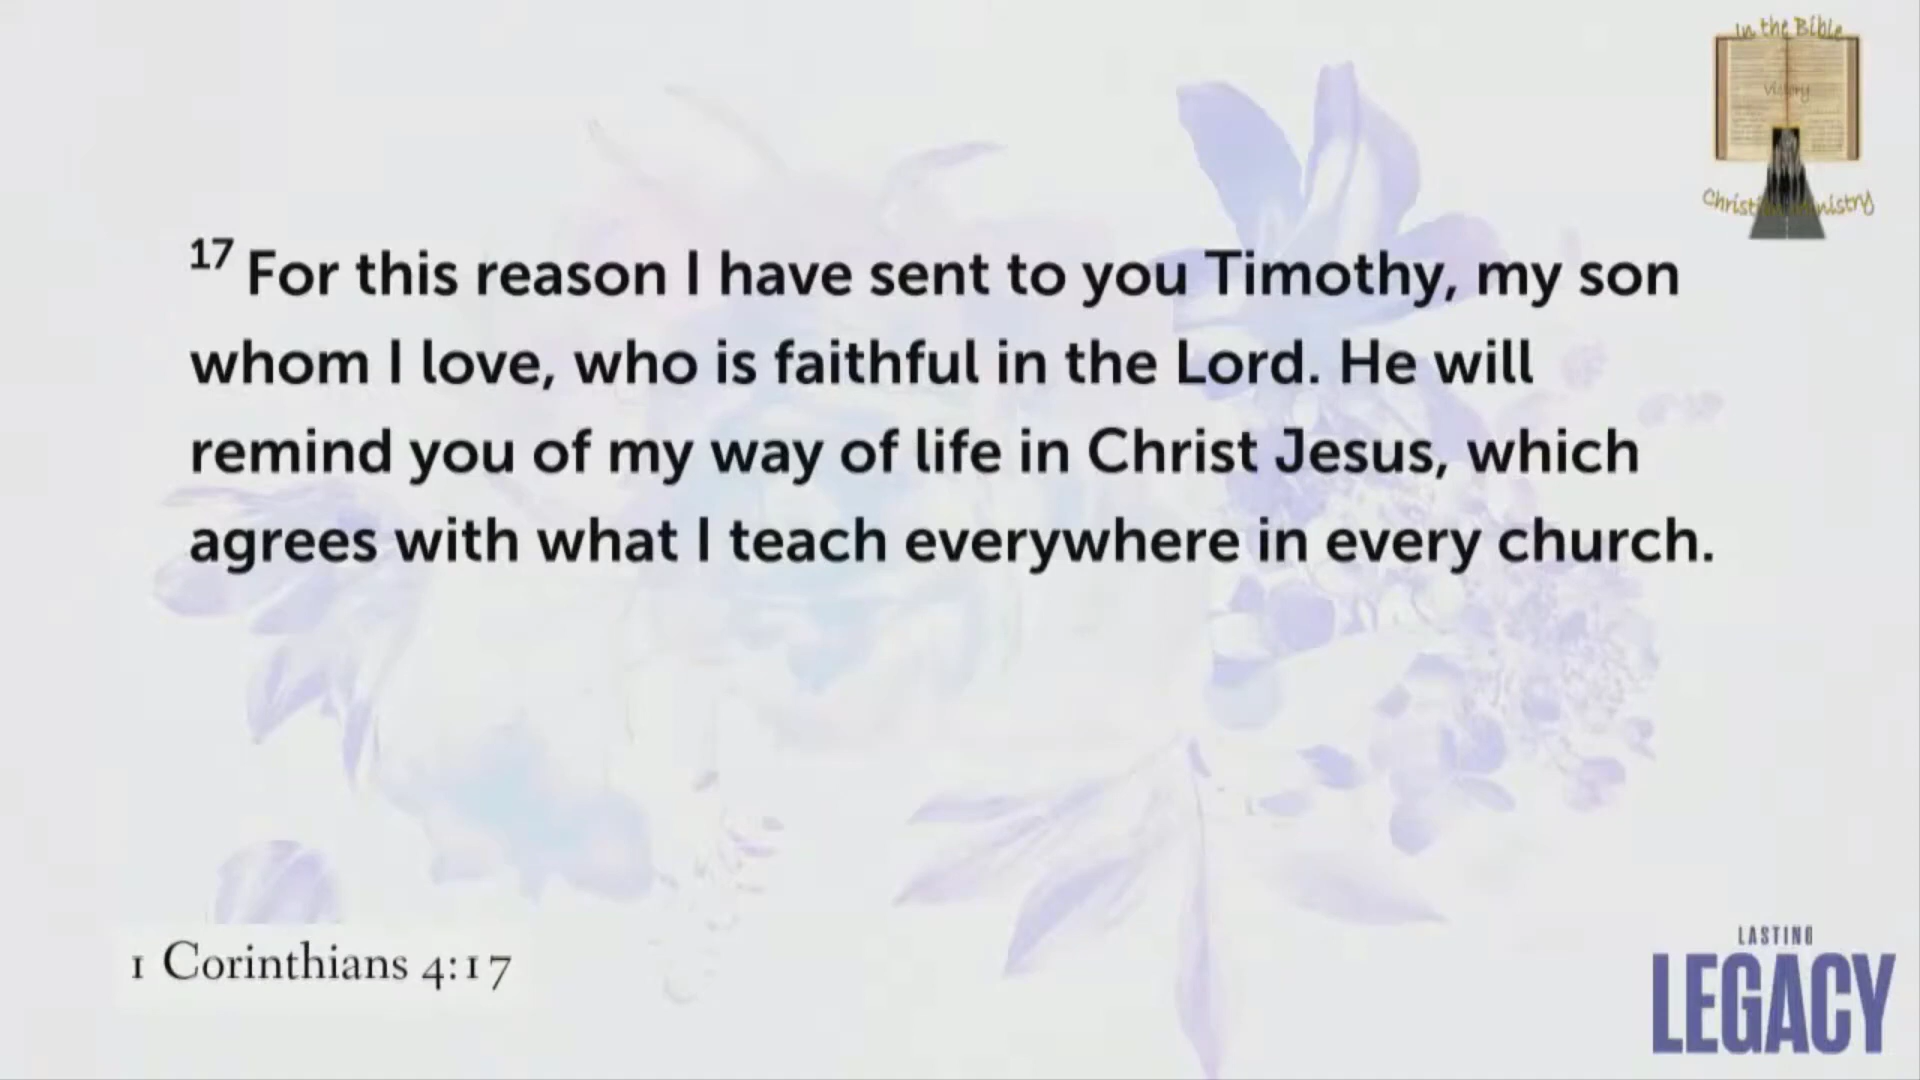 In the Bible
Victory
Christian Ministry
17 For this reason I have sent to you Timothy, my son
whom I love, who is faithful in the Lord. He will
remind you of my way of life in Christ Jesus, which
agrees with what I teach everywhere in every church.
1 Corinthians 4:17
LASTING
LEGACY